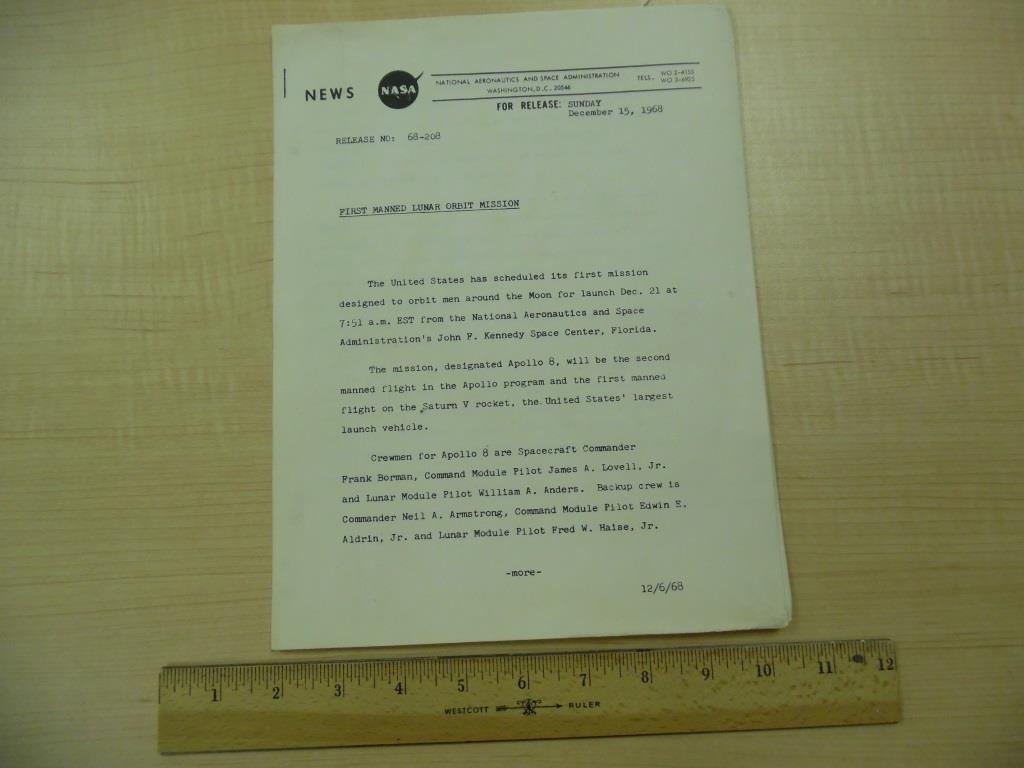 NEWS
NASA
NATIONAL AERONAUTICS AND SPACE ADMINISTRATION
WASHINGTON, D.C. 20546
TELS. WO 2-4155
WO 3-6925
FOR RELEASE: SUNDAY
December 15, 1968
RELEASE NO: 68-208
FIRST MANNED LUNAR ORBIT MISSION
The United States has scheduled its first mission
designed to orbit men around the Moon for launch Dec. 21 at
7:51 a.m. EST from the National Aeronautics and Space
Administration's John F. Kennedy Space Center, Florida.
The mission, designated Apollo 8, will be the second
manned flight in the Apollo program and the first manned
flight on the Saturn V rocket, the United States' largest
launch vehicle.
Crewmen for Apollo 8 are Spacecraft Commander
Frank Borman, Command Module Pilot James A. Lovell, Jr.
and Lunar Module Pilot William A. Anders. Backup crew is
Commander Neil A. Armstrong, Command Module Pilot Edwin E.
Aldrin, Jr. and Lunar Module Pilot Fred W. Haise, Jr.
-more-
12/6/68
1 2 3 4 5 6 7 8 9 10 11 12
WESTCOTT RULER